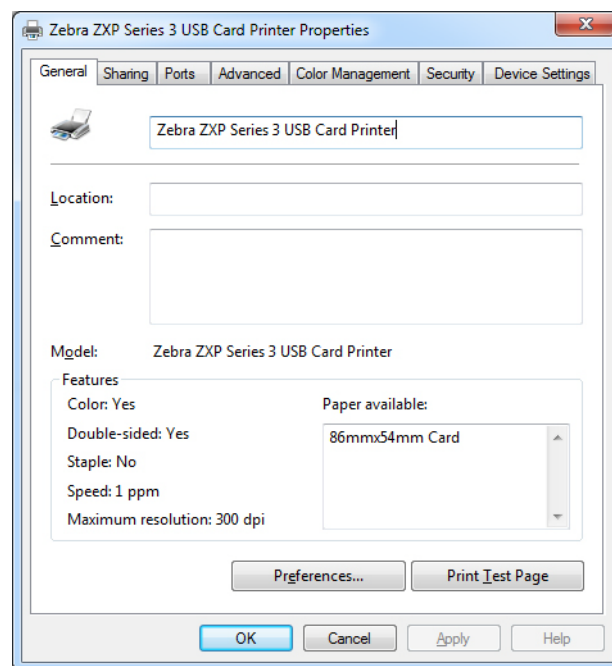 Zebra ZXP Series 3 USB Card Printer Properties
General Sharing Ports Advanced Color Management Security Device Settings
Zebra ZXP Series 3 USB Card Printer
Location:
Comment:
Model: Zebra ZXP Series 3 USB Card Printer
Features
Color: Yes Paper available:
Double-sided: Yes 86mmx54mm Card
Staple: No
Speed: 1 ppm
Maximum resolution: 300 dpi
Preferences... Print Test Page
OK Cancel Apply Help